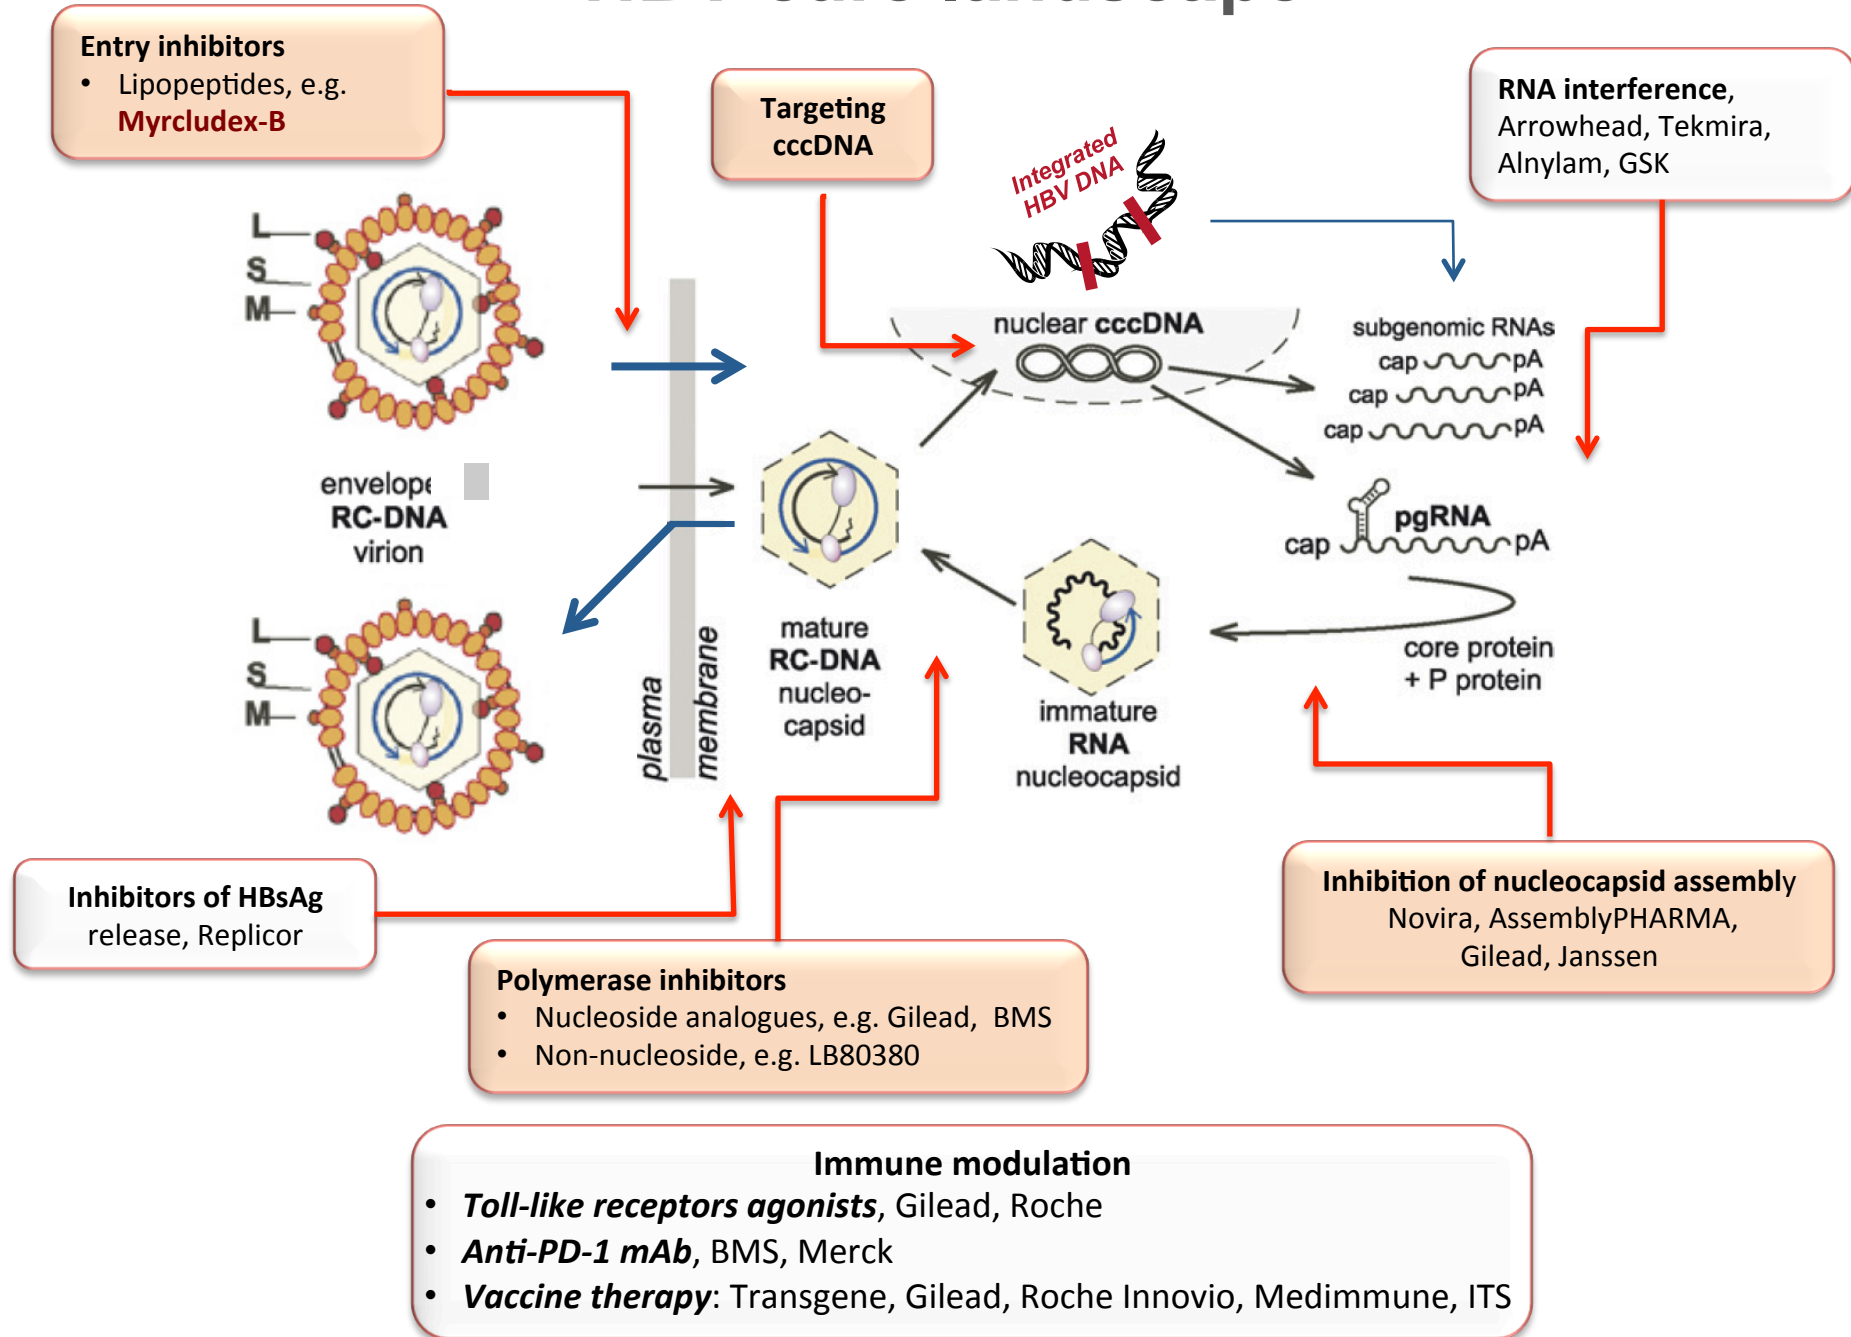 HBV cure landscape
Entry inhibitors
• Lipopeptides, e.g.
Myrcludex-B
Targeting
cccDNA
Integrated
HBV DNA
RNA interference,
Arrowhead, Tekmira,
Alnylam, GSK
L
S
M
nuclear cccDNA
subgenomic RNAs
cap pA
cap pA
cap pA
envelope
RC-DNA
virion
pgRNA
cap pA
L
S
M
plasma
membrane
mature
RC-DNA
nucleo-
capsid
immature
RNA
nucleocapsid
core protein
+ P protein
Inhibitors of HBsAg
release, Replicor
Polymerase inhibitors
• Nucleoside analogues, e.g. Gilead, BMS
• Non-nucleoside, e.g. LB80380
Inhibition of nucleocapsid assembly
Novira, AssemblyPHARMA,
Gilead, Janssen
Immune modulation
• Toll-like receptors agonists, Gilead, Roche
• Anti-PD-1 mAb, BMS, Merck
• Vaccine therapy: Transgene, Gilead, Roche Innovio, Medimmune, ITS